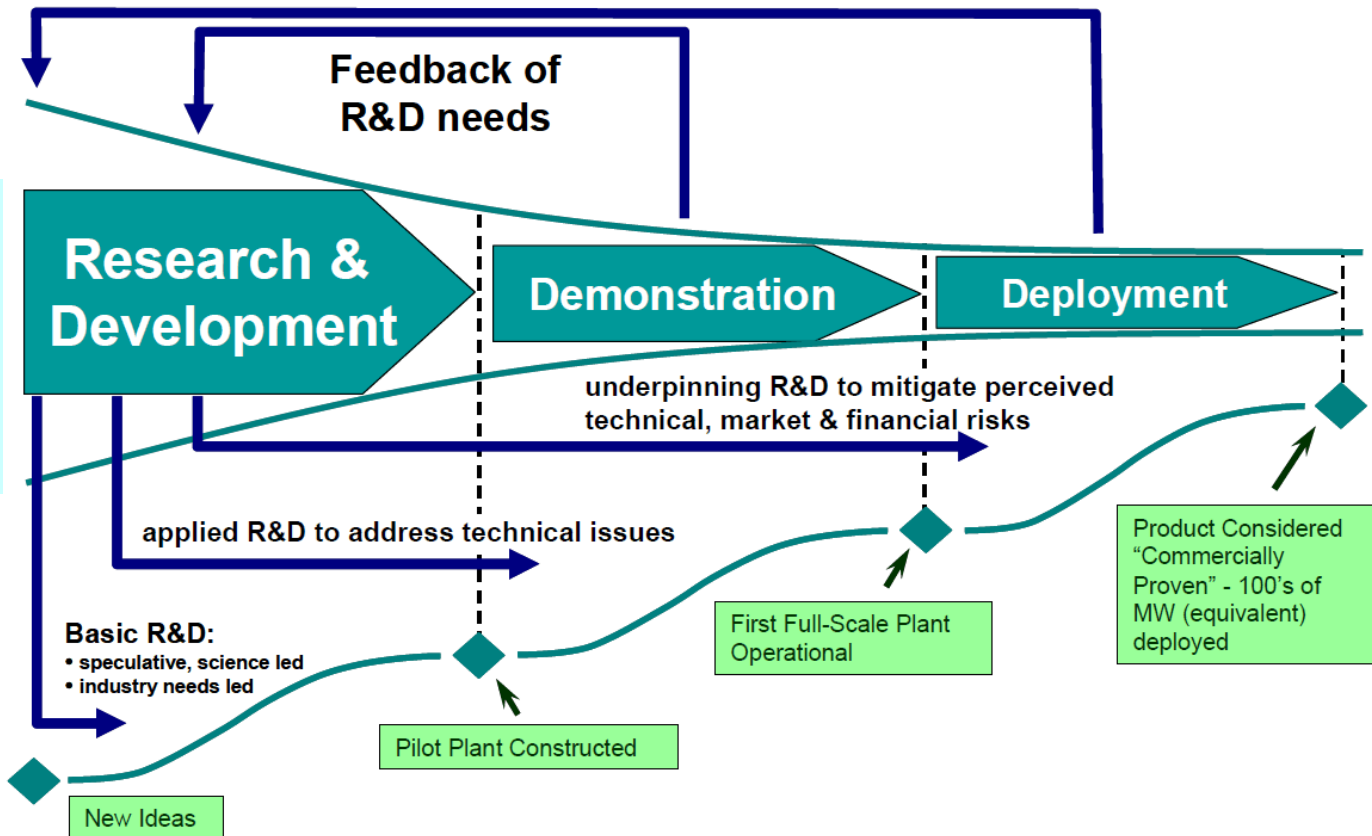 Feedback of
R&D needs
Research &
Development
Demonstration
Deployment
underpinning R&D to mitigate perceived
technical, market & financial risks
applied R&D to address technical issues
Basic R&D:
• speculative, science led
• industry needs led
New Ideas
Pilot Plant Constructed
First Full-Scale Plant
Operational
Product Considered
“Commercially
Proven” - 100’s of
MW (equivalent)
deployed